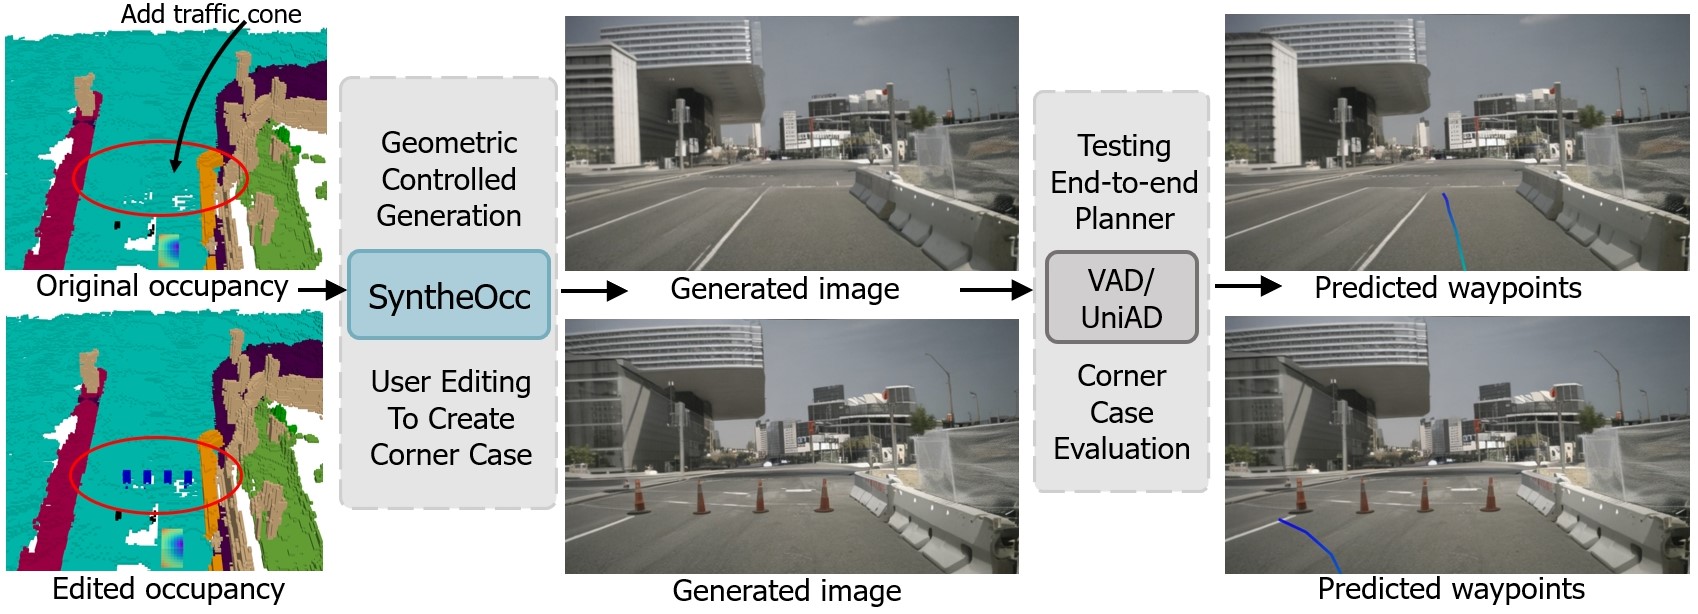 Add traffic cone
Original occupancy
Edited occupancy
Geometric
Controlled
Generation
SyntheOcc
User Editing
To Create
Corner Case
Generated image
Generated image
Testing
End-to-end
Planner
VAD/
UniAD
Corner
Case
Evaluation
Predicted waypoints
Predicted waypoints